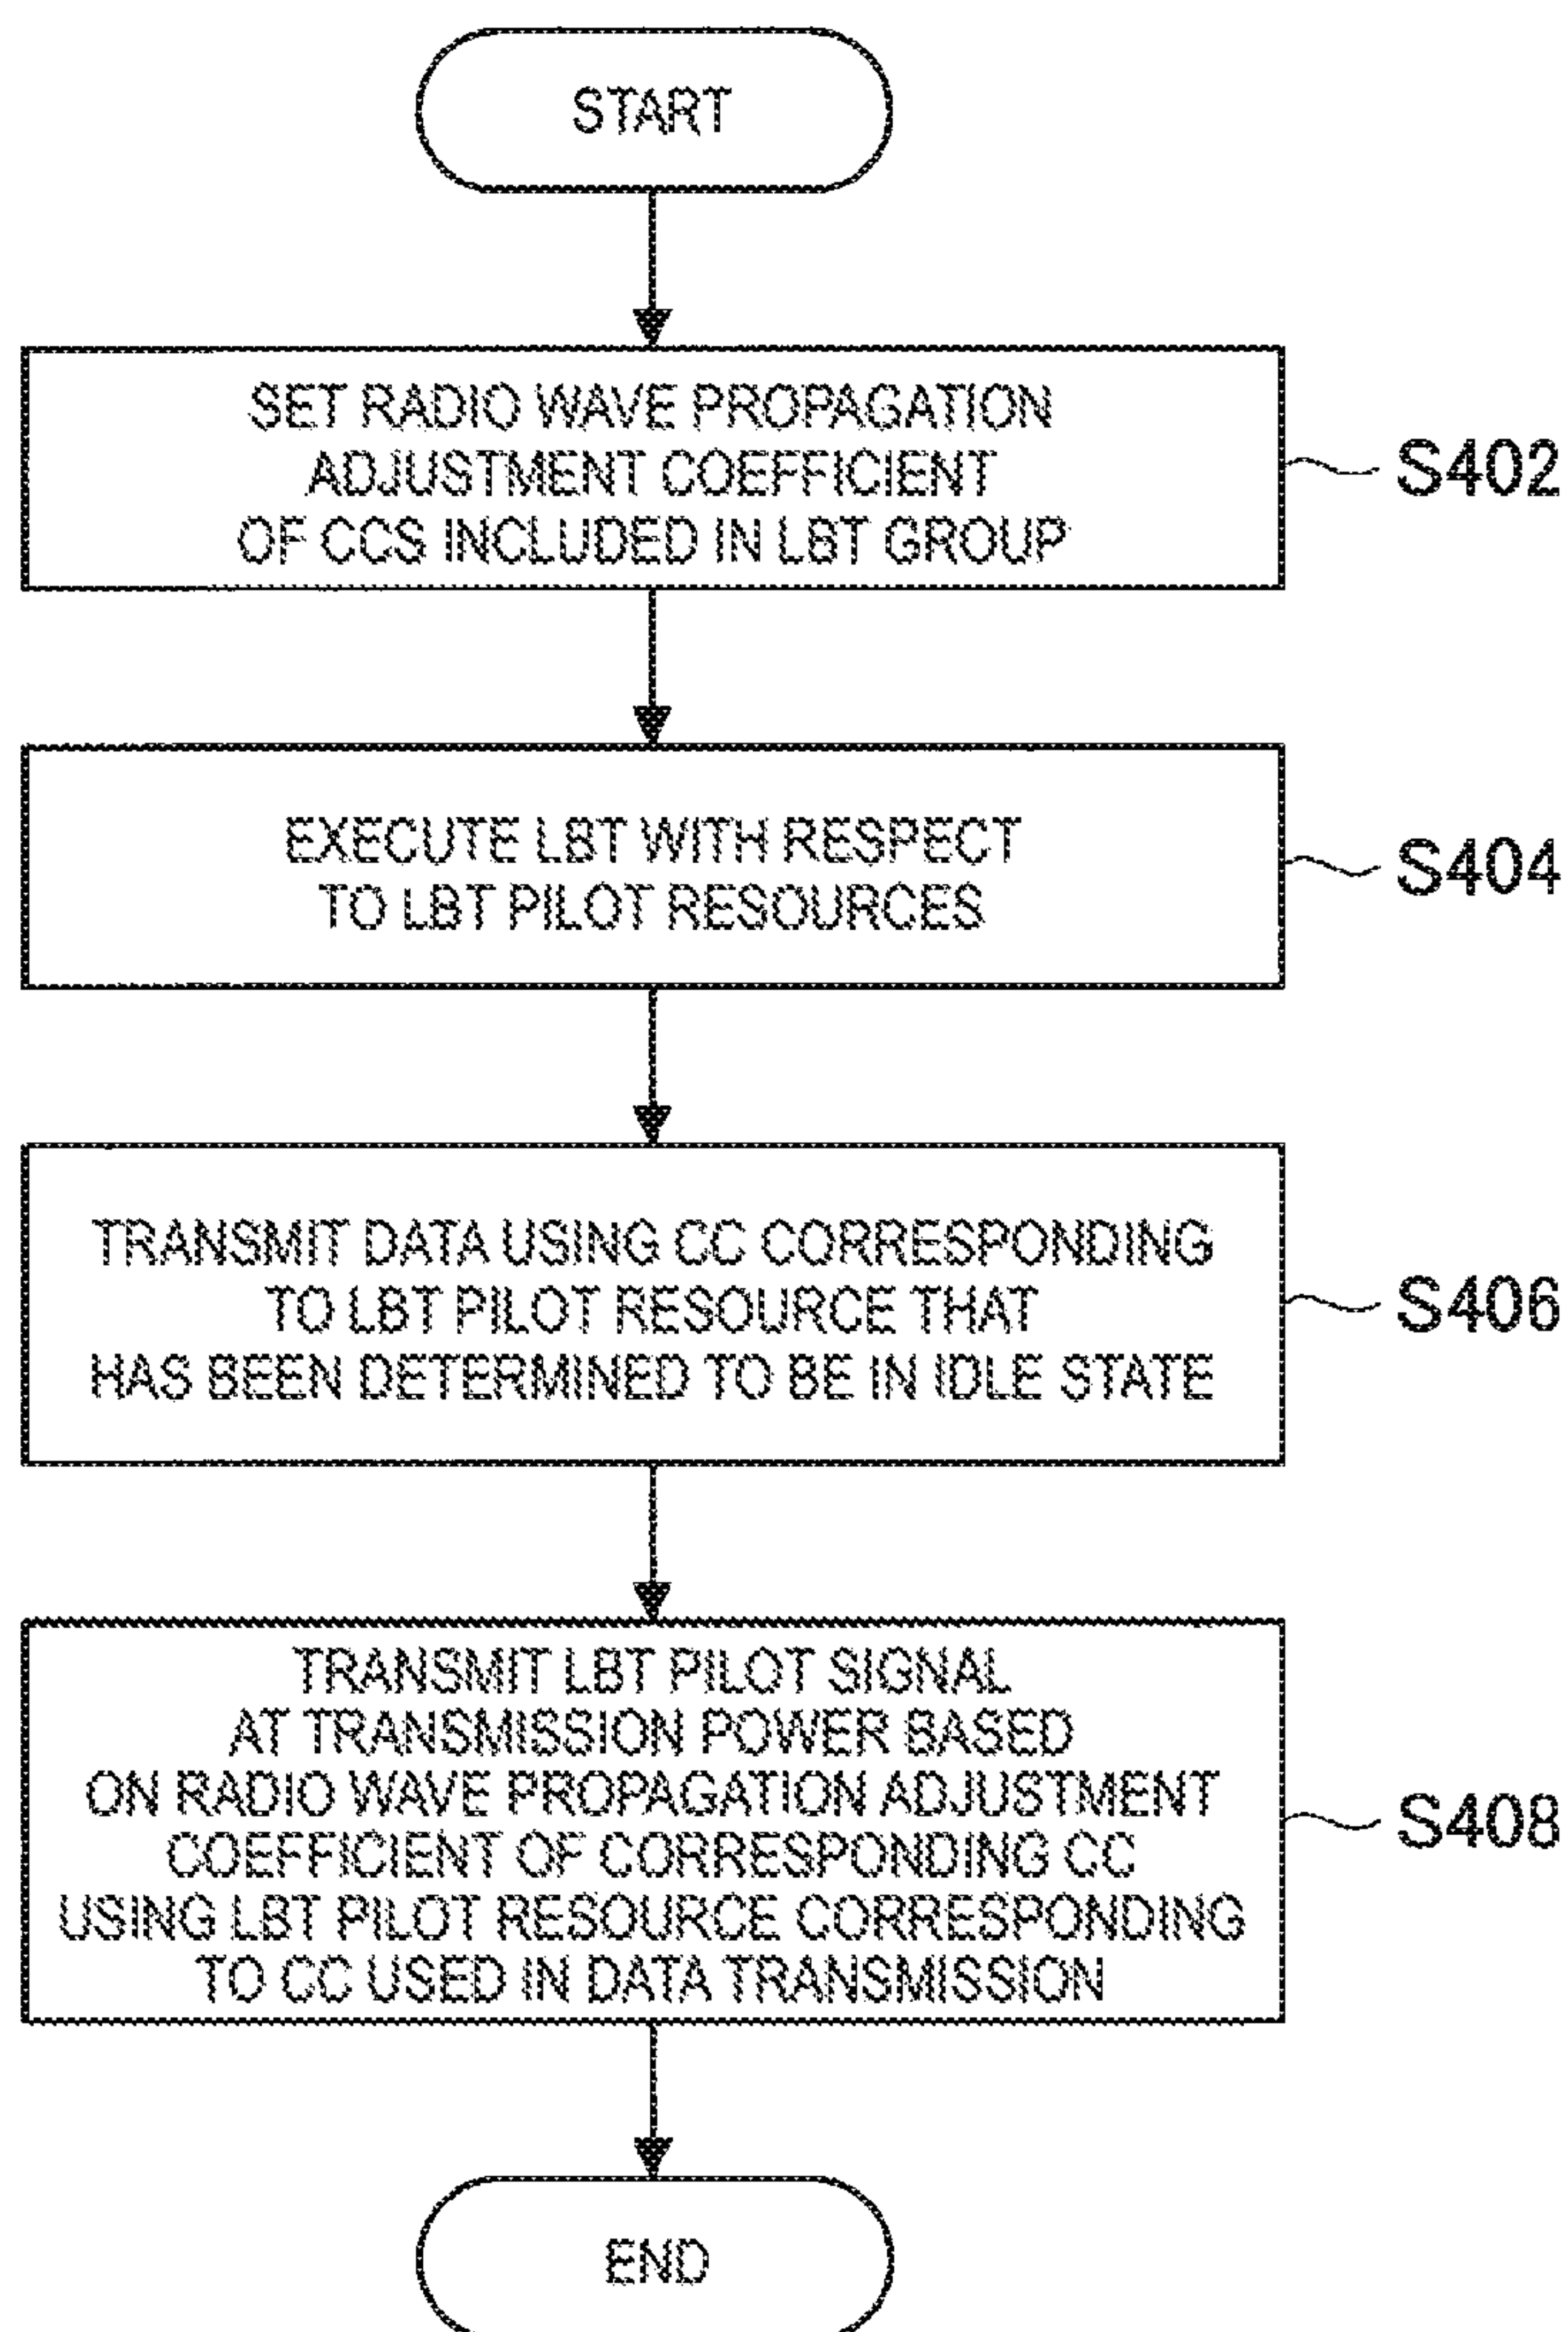 START
SET RADIO WAVE PROPAGATION
ADJUSTMENT COEFFICIENT
OF CCS INCLUDED IN LBT GROUP
S402
EXECUTE LBT WITH RESPECT
TO LBT PILOT RESOURCES
S404
TRANSMIT DATA USING CC CORRESPONDING
TO LBT PILOT RESOURCE THAT
HAS BEEN DETERMINED TO BE IN IDLE STATE
S406
TRANSMIT LBT PILOT SIGNAL
AT TRANSMISSION POWER BASED
ON RADIO WAVE PROPAGATION ADJUSTMENT
COEFFICIENT OF CORRESPONDING CC
USING LBT PILOT RESOURCE CORRESPONDING
TO CC USED IN DATA TRANSMISSION
S408
END